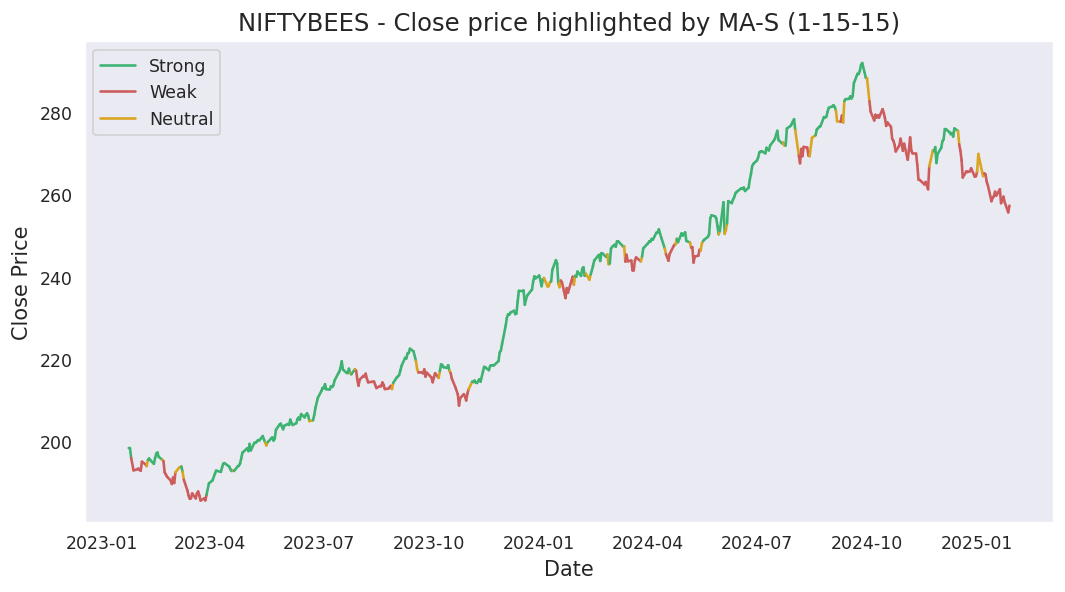 NIFTYBEES - Close price highlighted by MA-S (1-15-15)
Strong
Weak
Neutral
Close Price
280
260
240
220
200
2023-01 2023-04 2023-07 2023-10 2024-01 2024-04 2024-07 2024-10 2025-01
Date